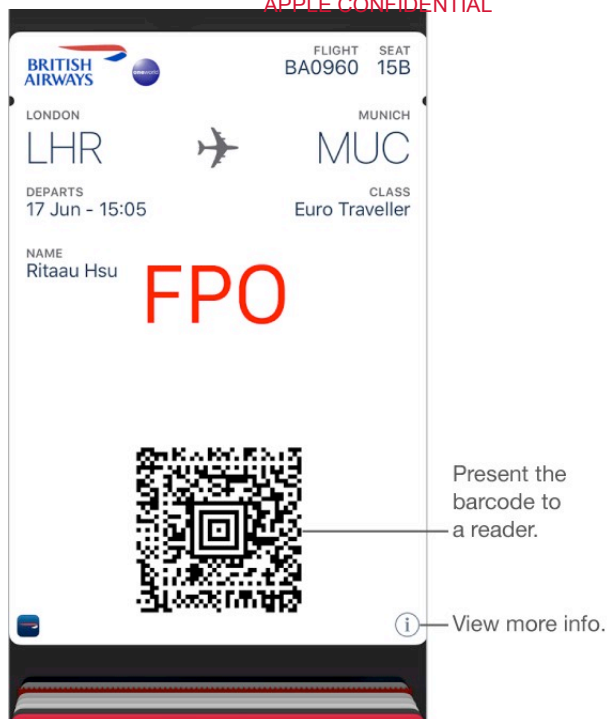 APPLE CONFIDENTIAL
BRITISH AIRWAYS
oneworld
FLIGHT SEAT
BA0960 15B
LONDON MUNICH
LHR MUC
DEPARTS CLASS
17 Jun - 15:05 Euro Traveller
NAME
Ritaau Hsu
FPO
Present the
barcode to
a reader.
i
View more info.